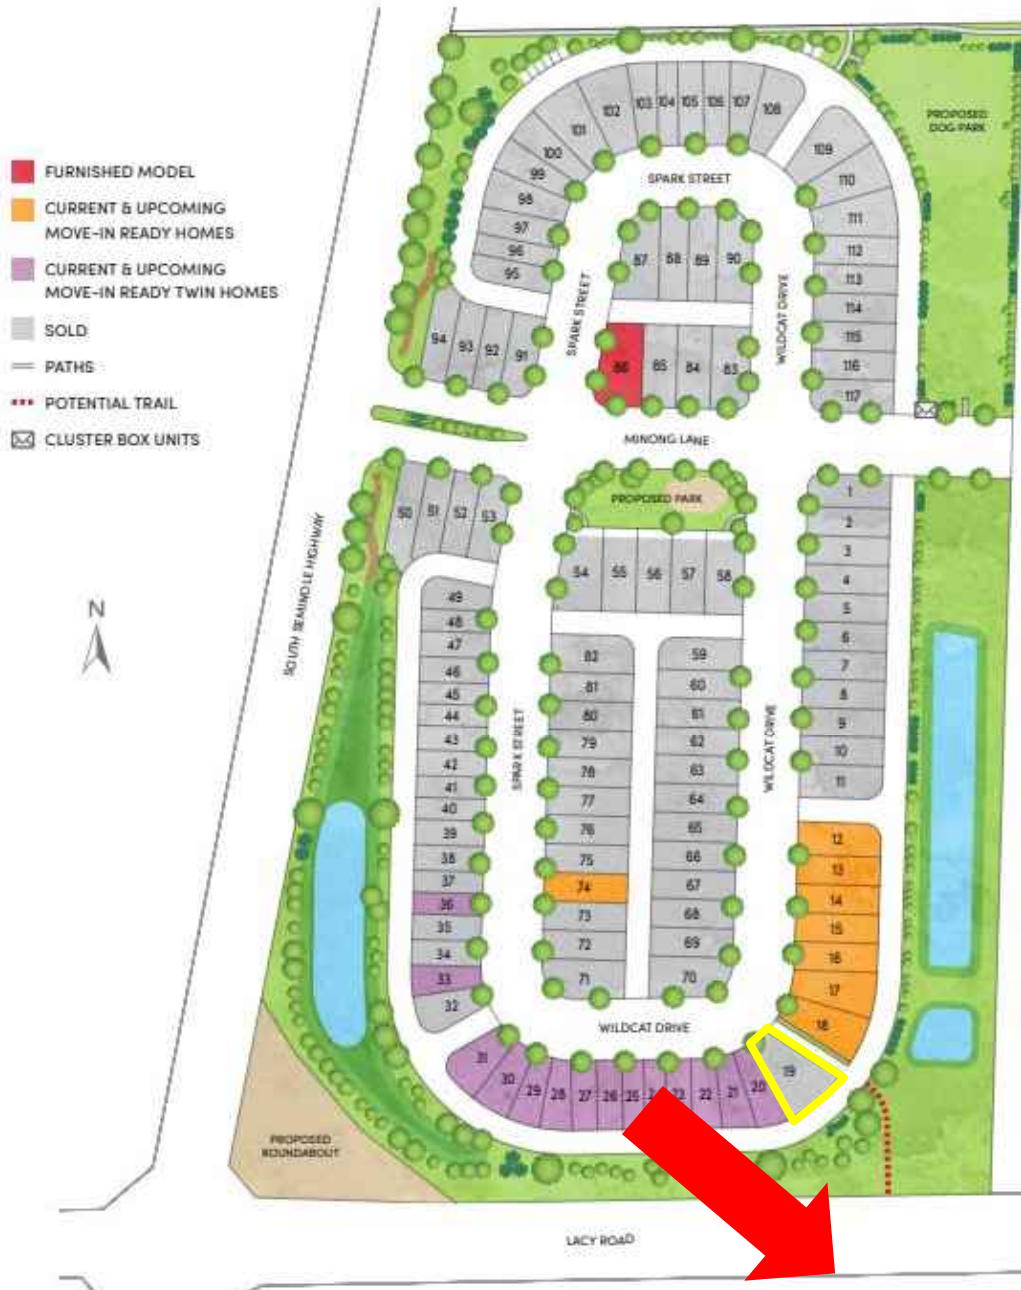 FURNISHED MODEL
CURRENT & UPCOMING
MOVE-IN READY HOMES
CURRENT & UPCOMING
MOVE-IN READY TWIN HOMES
SOLD
PATHS
POTENTIAL TRAIL
CLUSTER BOX UNITS
N
SOUTH SEMINOLE HIGHWAY
PROPOSED
DOG PARK
102 103 104 105 106 107 108
101
100
99
98
97
96
95
109
110
111
112
113
114
115
116
117
SPARK STREET
87 88 89 90
SPARK STREET
WILDCAT DRIVE
94 93 92 91
86 85 84 83
MINONG LANE
50 51 52 53
PROPOSED PARK
54 55 56 57 58
1
2
3
4
5
6
7
8
9
10
11
49
48
47
46
45
44
43
42
41
40
39
38
37
36
35
34
33
32
SPARK STREET
82
81
80
79
78
77
76
75
74
73
72
71
59
60
61
62
63
64
65
66
67
68
69
70
WILDCAT DRIVE
12
13
14
15
16
17
18
WILDCAT DRIVE
31 30 29 28 27 26 25 22 21 20 19
PROPOSED
ROUNDABOUT
LACY ROAD